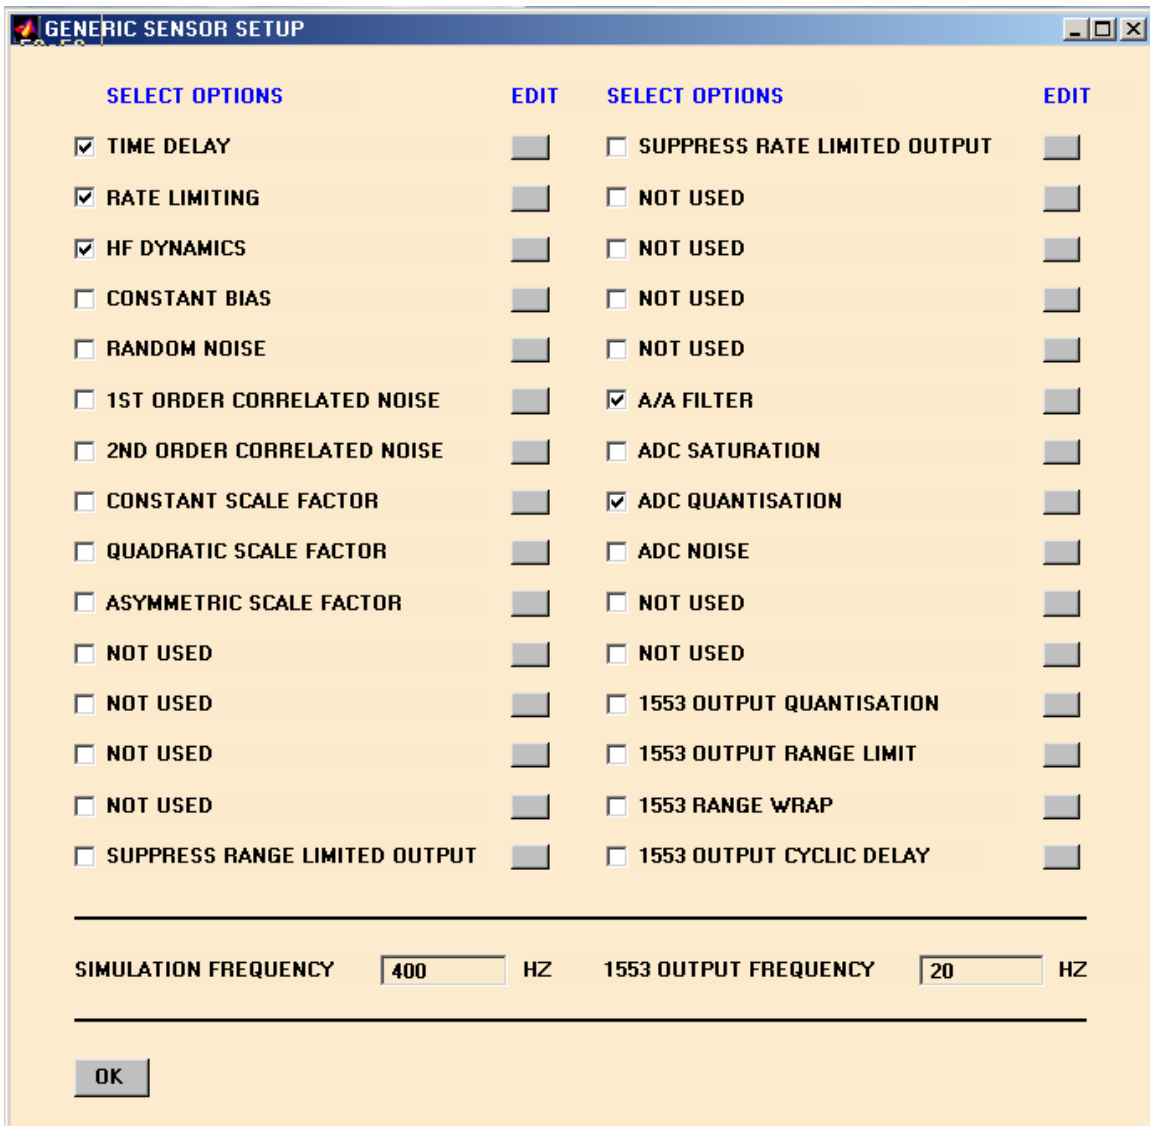 GENERIC SENSOR SETUP
SELECT OPTIONS EDIT SELECT OPTIONS EDIT
TIME DELAY SUPPRESS RATE LIMITED OUTPUT
RATE LIMITING NOT USED
HF DYNAMICS NOT USED
CONSTANT BIAS NOT USED
RANDOM NOISE NOT USED
1ST ORDER CORRELATED NOISE A/A FILTER
2ND ORDER CORRELATED NOISE ADC SATURATION
CONSTANT SCALE FACTOR ADC QUANTISATION
QUADRATIC SCALE FACTOR ADC NOISE
ASYMMETRIC SCALE FACTOR NOT USED
NOT USED NOT USED
NOT USED 1553 OUTPUT QUANTISATION
NOT USED 1553 OUTPUT RANGE LIMIT
NOT USED 1553 RANGE WRAP
SUPPRESS RANGE LIMITED OUTPUT 1553 OUTPUT CYCLIC DELAY
SIMULATION FREQUENCY 400 HZ 1553 OUTPUT FREQUENCY 20 HZ
OK